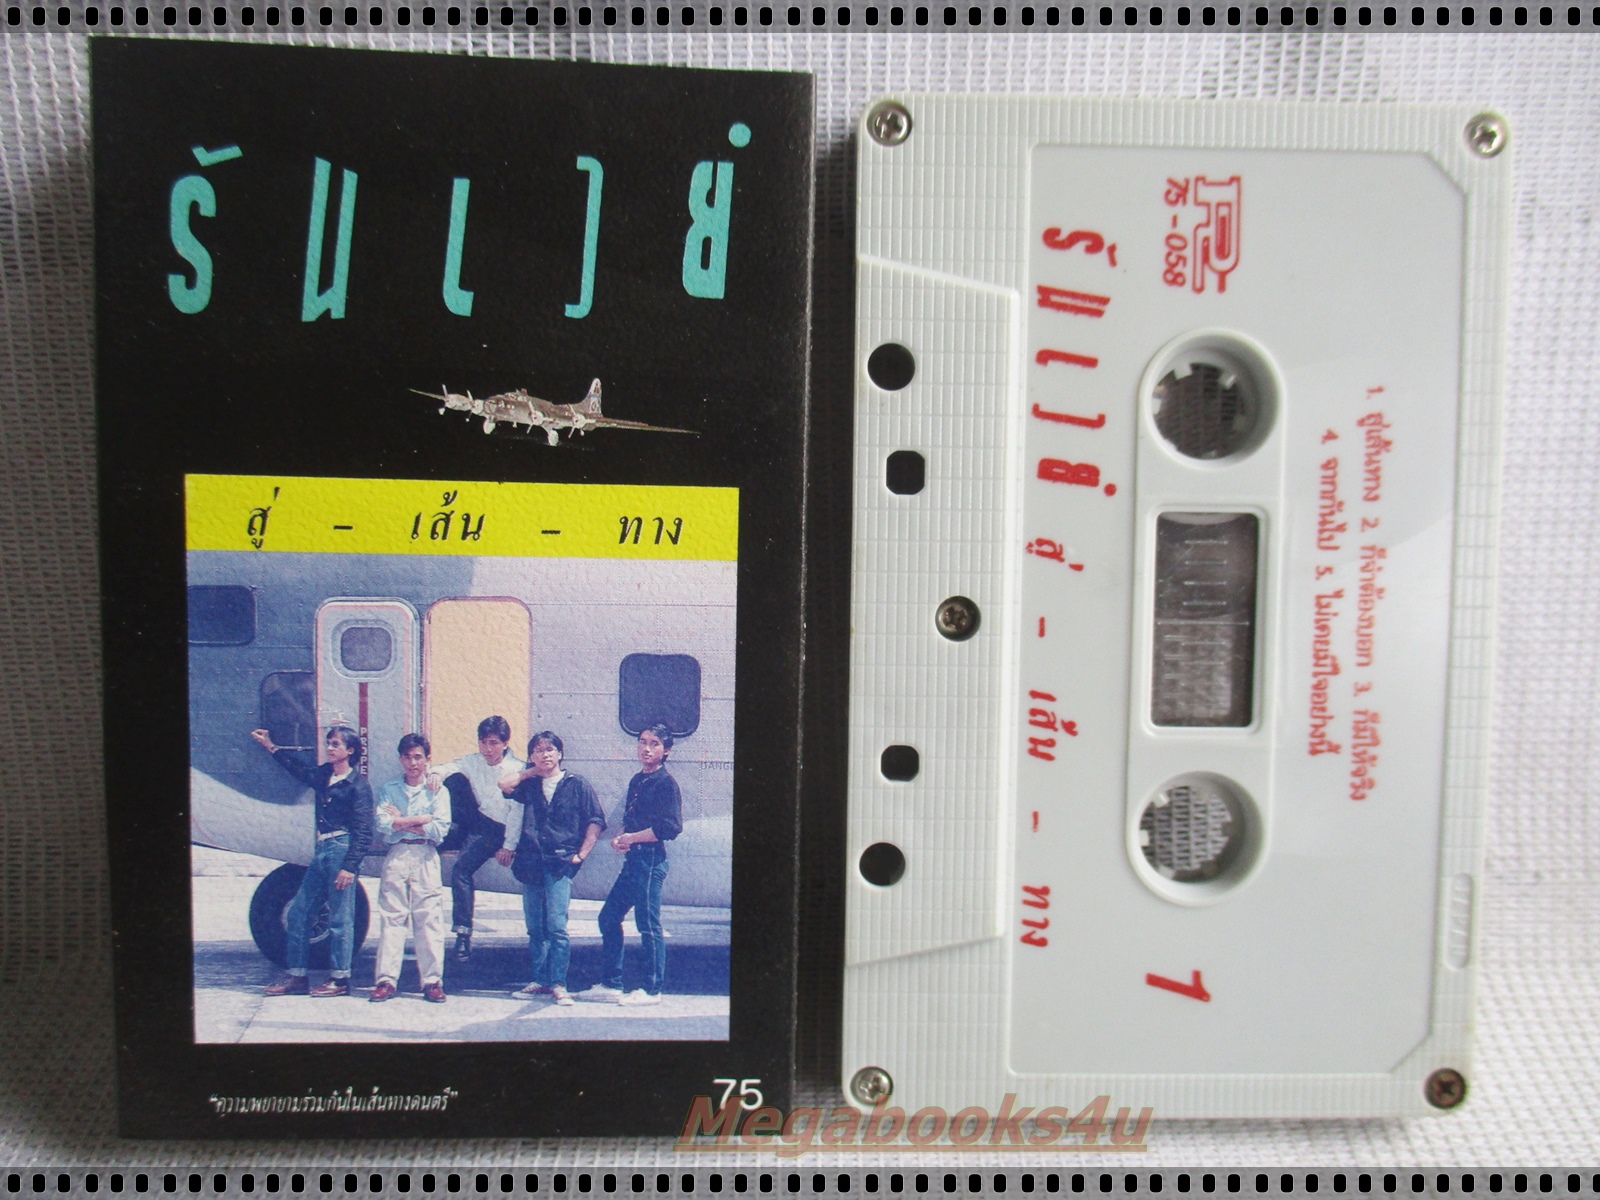 รันเวย์
สู่ - เส้น - ทาง
"ความพยายามร่วมกันในเส้นทางดนตรี"
75
PR
75-058
รันเวย์ สู่ - เส้น - ทาง
1
1. สู่เส้นทาง 2. ก็จำต้องบอก 3. ก็มีให้จริง
4. จากกันไป 5. ไม่เคยมีใจอย่างนี้
Megabooks4u